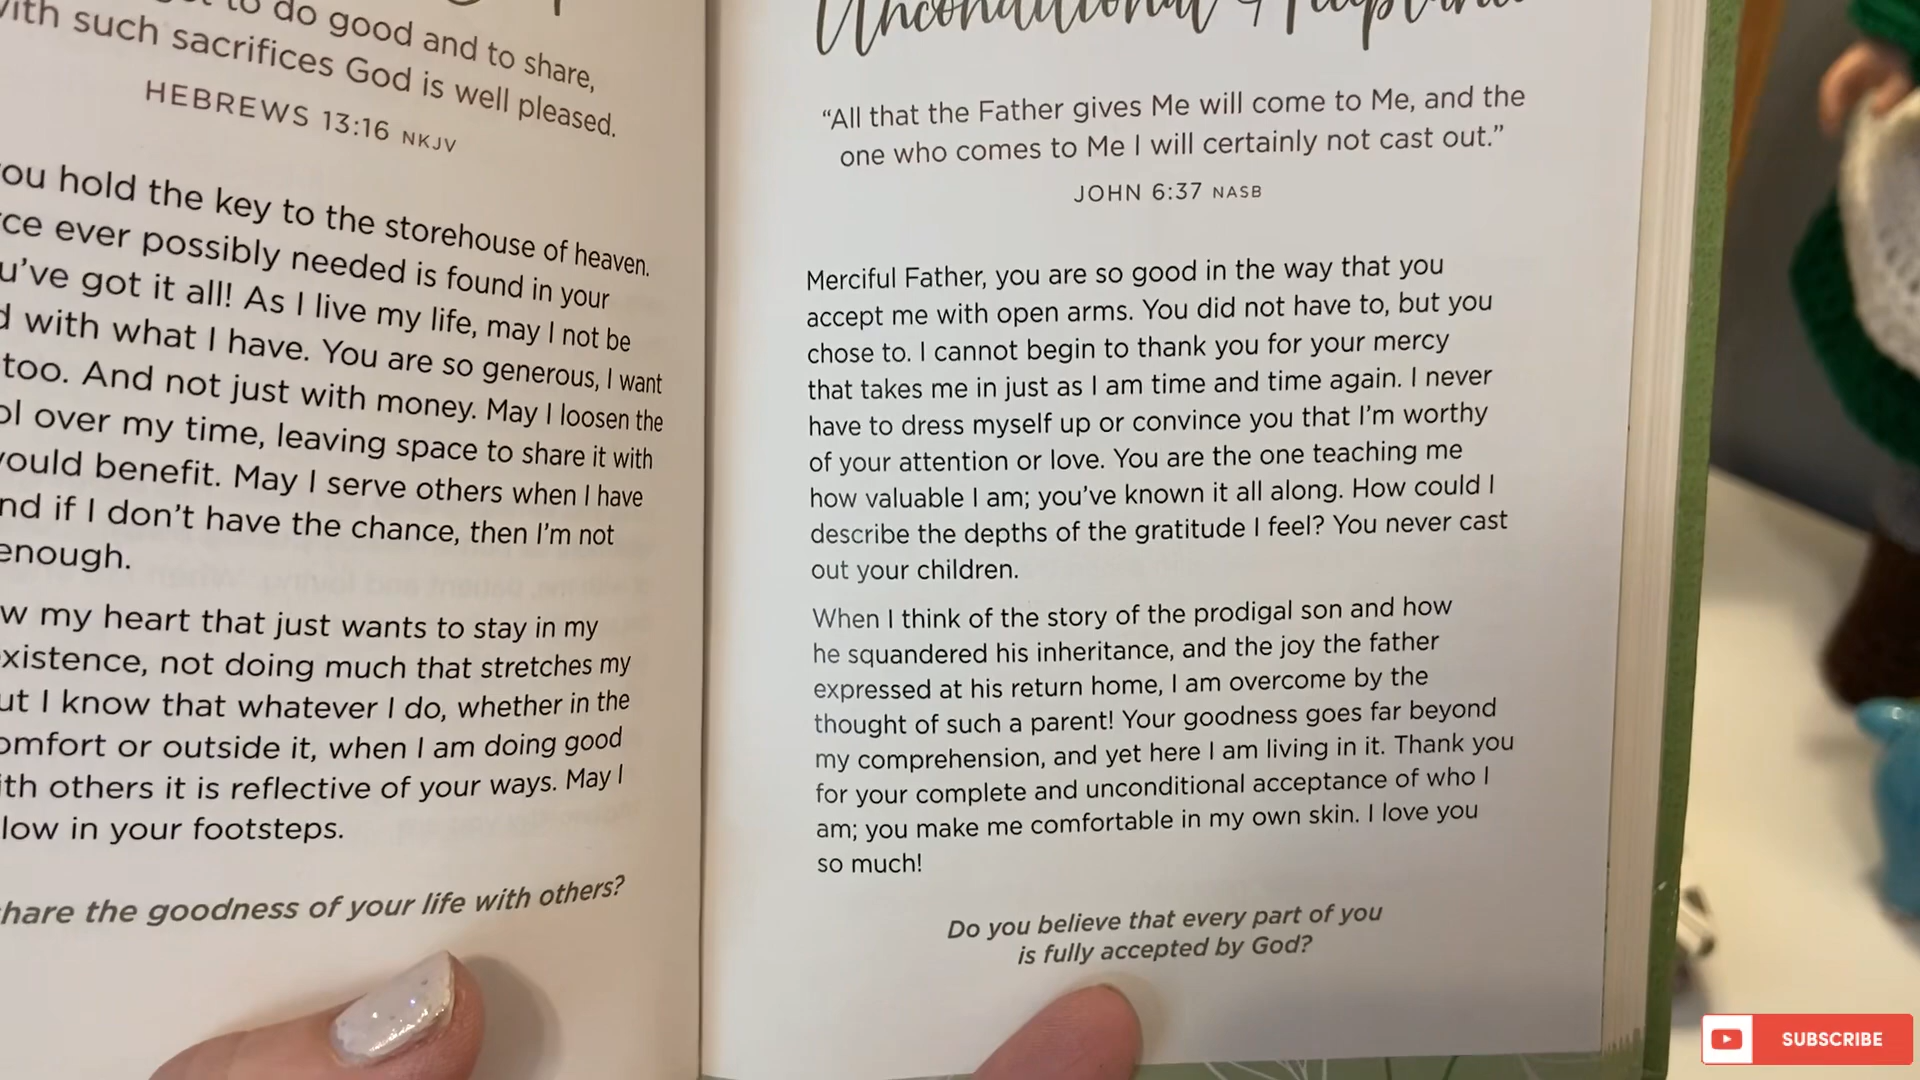 to do good and to share,
with such sacrifices God is well pleased.
HEBREWS 13:16 NKJV
you hold the key to the storehouse of heaven.
ever possibly needed is found in your
You've got it all! As I live my life, may I not be
with what I have. You are so generous, I want
too. And not just with money. May I loosen the
over my time, leaving space to share it with
would benefit. May I serve others when I have
and if I don't have the chance, then I'm not
enough.
my heart that just wants to stay in my
existence, not doing much that stretches my
but I know that whatever I do, whether in the
comfort or outside it, when I am doing good
with others it is reflective of your ways. May I
in your footsteps.
share the goodness of your life with others?
Unconditional
“All that the Father gives Me will come to Me, and the
one who comes to Me I will certainly not cast out.”
JOHN 6:37 NASB
Merciful Father, you are so good in the way that you
accept me with open arms. You did not have to, but you
chose to. I cannot begin to thank you for your mercy
that takes me in just as I am time and time again. I never
have to dress myself up or convince you that I'm worthy
of your attention or love. You are the one teaching me
how valuable I am; you've known it all along. How could I
describe the depths of the gratitude I feel? You never cast
out your children.
When I think of the story of the prodigal son and how
he squandered his inheritance, and the joy the father
expressed at his return home, I am overcome by the
thought of such a parent! Your goodness goes far beyond
my comprehension, and yet here I am living in it. Thank you
for your complete and unconditional acceptance of who I
am; you make me comfortable in my own skin. I love you
so much!
Do you believe that every part of you
is fully accepted by God?
SUBSCRIBE